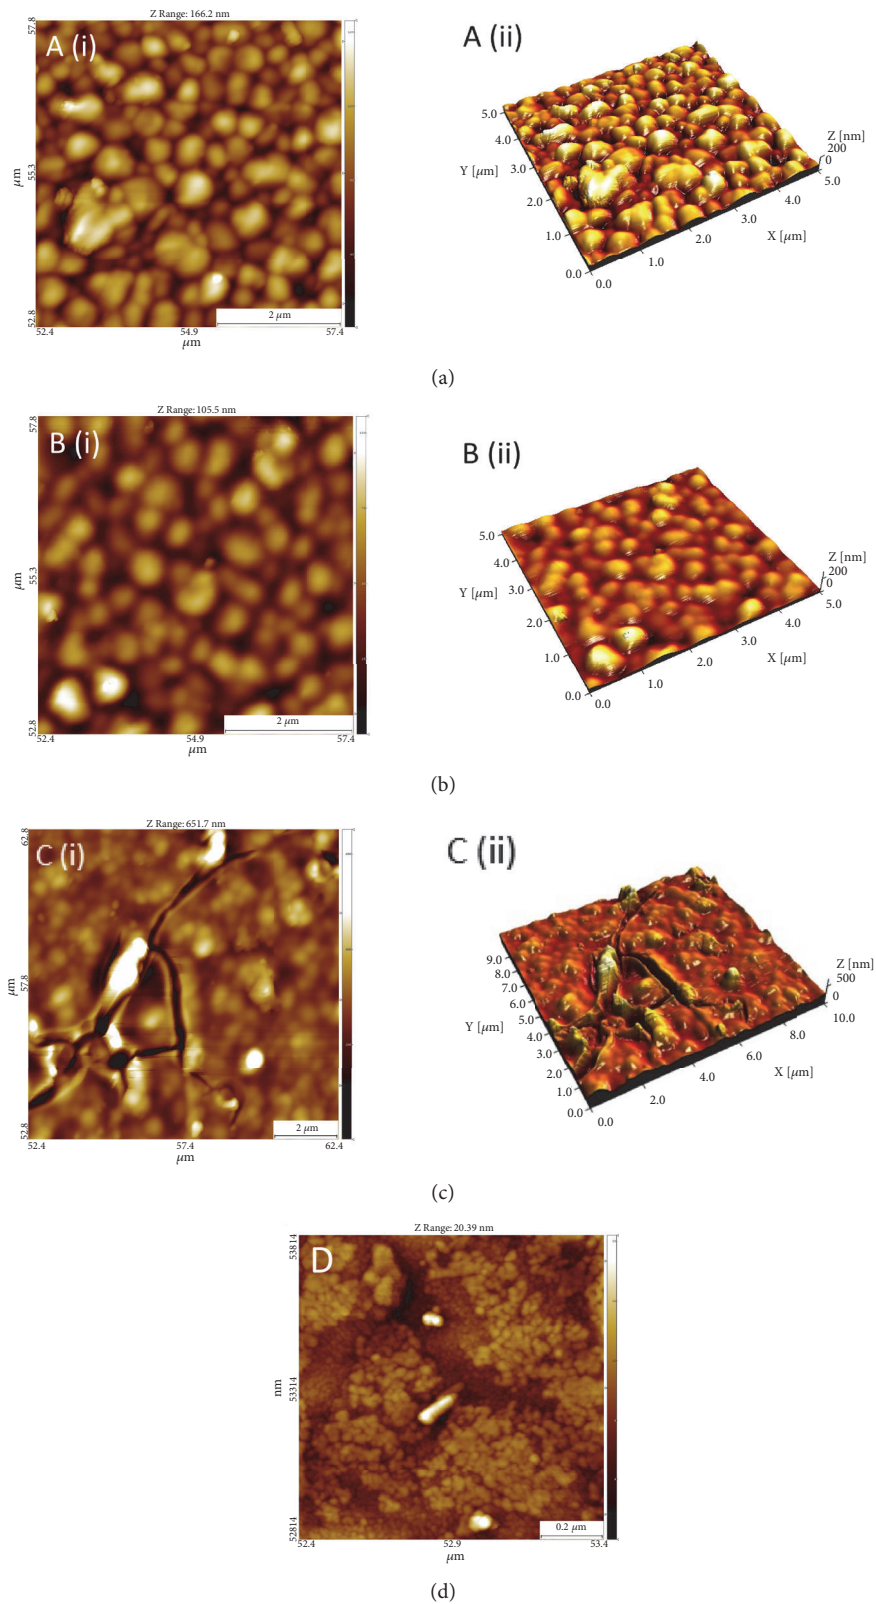 Z Range: 166.2 nm
A (i)
57.8
55.3
52.8
μm
2 μm
52.4
54.9
57.4
μm
A (ii)
5.0
4.0
Y [μm]
3.0
2.0
1.0
0.0
Z [nm]
200
0
5.0
4.0
3.0
X [μm]
2.0
1.0
0.0
(a)
Z Range: 105.5 nm
B (i)
57.8
55.3
52.8
μm
2 μm
52.4
54.9
57.4
μm
B (ii)
5.0
4.0
Y [μm]
3.0
2.0
1.0
0.0
Z [nm]
200
0
5.0
4.0
3.0
X [μm]
2.0
1.0
0.0
(b)
Z Range: 651.7 nm
C (i)
62.8
57.8
52.8
μm
2 μm
52.4
57.4
62.4
μm
C (ii)
9.0
8.0
7.0
6.0
Y [μm]
5.0
4.0
3.0
2.0
1.0
0.0
Z [nm]
500
0
10.0
8.0
X [μm]
6.0
4.0
2.0
0.0
(c)
Z Range: 20.39 nm
D
53814
53314
52814
nm
0.2 μm
52.4
52.9
53.4
μm
(d)